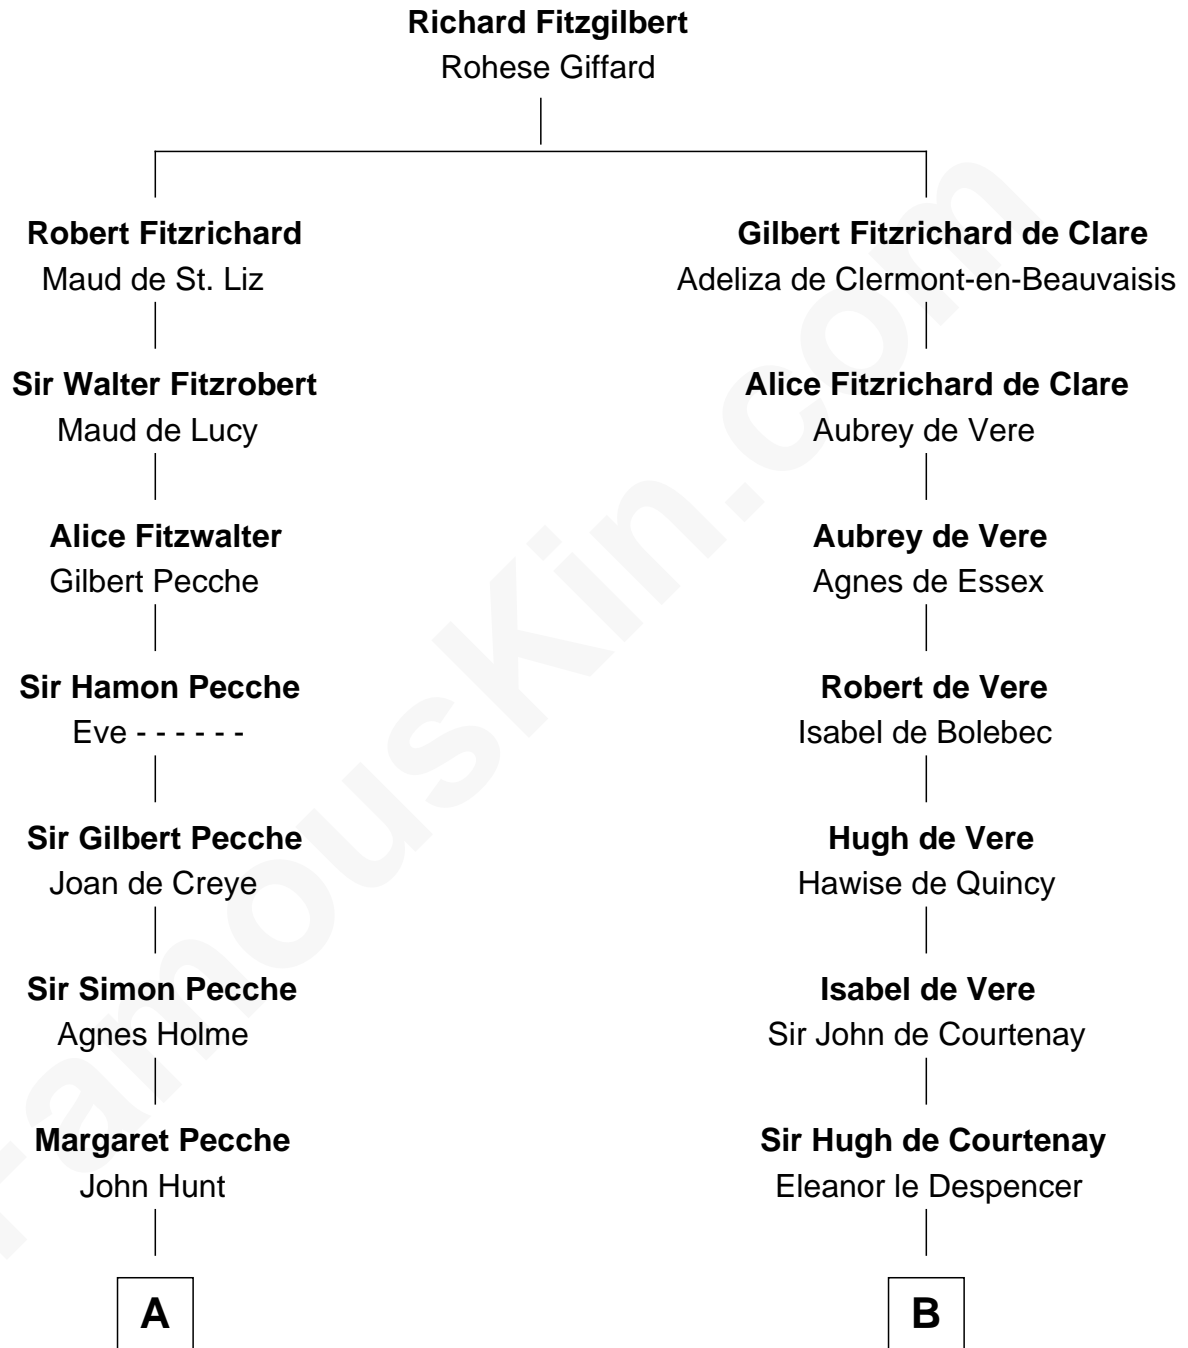 Richard Fitzgilbert
Rohese Giffard
Robert Fitzrichard
Maud de St. Liz
Sir Walter Fitzrobert
Maud de Lucy
Alice Fitzwalter
Gilbert Pecche
Sir Hamon Pecche
Eve - - - - - -
Sir Gilbert Pecche
Joan de Creye
Sir Simon Pecche
Agnes Holme
Margaret Pecche
John Hunt
A
Gilbert Fitzrichard de Clare
Adeliza de Clermont-en-Beauvaisis
Alice Fitzrichard de Clare
Aubrey de Vere
Aubrey de Vere
Agnes de Essex
Robert de Vere
Isabel de Bolebec
Hugh de Vere
Hawise de Quincy
Isabel de Vere
Sir John de Courtenay
Sir Hugh de Courtenay
Eleanor le Despencer
B
FamousKin.com